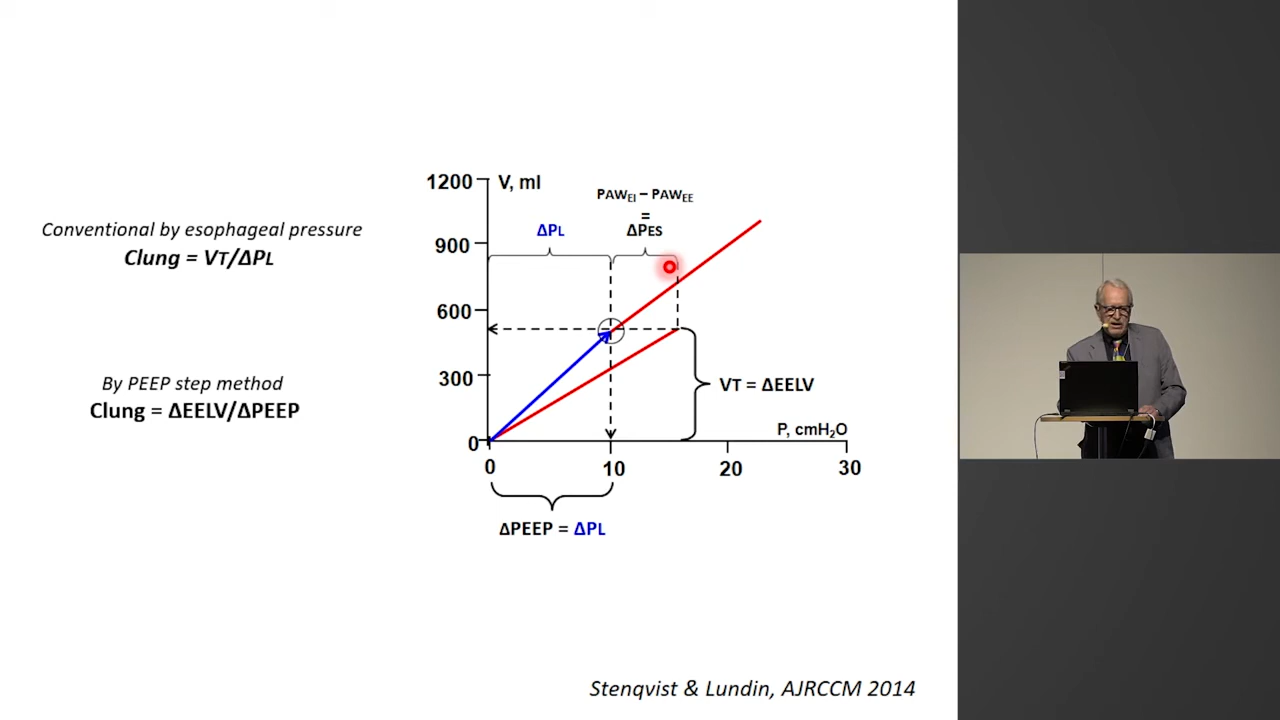 Conventional by esophageal pressure
Clung = VT/ΔPL
By PEEP step method
Clung = ΔEELV/ΔPEEP
1200
V, ml
PAWEI – PAWEE
=
ΔPL
ΔPES
900
600
300
VT = ΔEELV
P, cmH2O
0
0
10
20
30
ΔPEEP = ΔPL
Stenqvist & Lundin, AJRCCM 2014